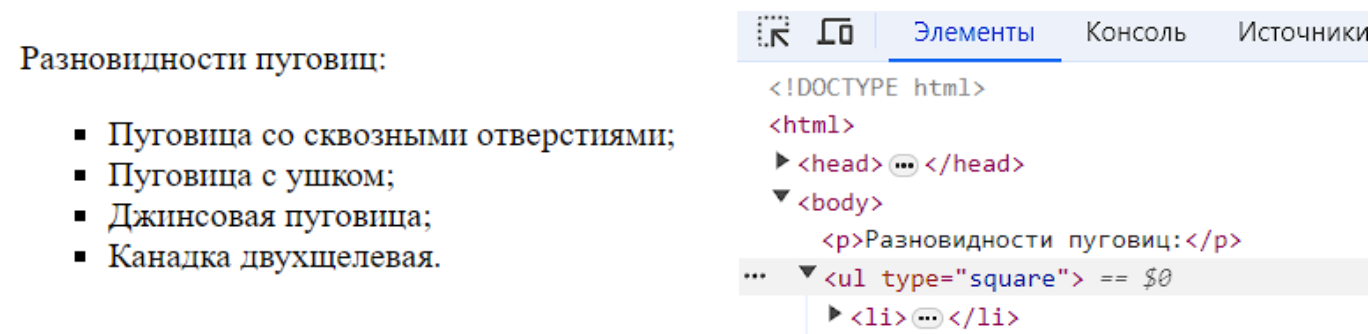 Разновидности пуговиц:
Пуговица со сквозными отверстиями;
Пуговица с ушком;
Джинсовая пуговица;
Канадка двухщелевая.
Элементы Консоль Источники
<!DOCTYPE html>
<html>
<head> ••• </head>
<body>
<p>Разновидности пуговиц:</p>
••• <ul type="square"> == $0
<li> ••• </li>